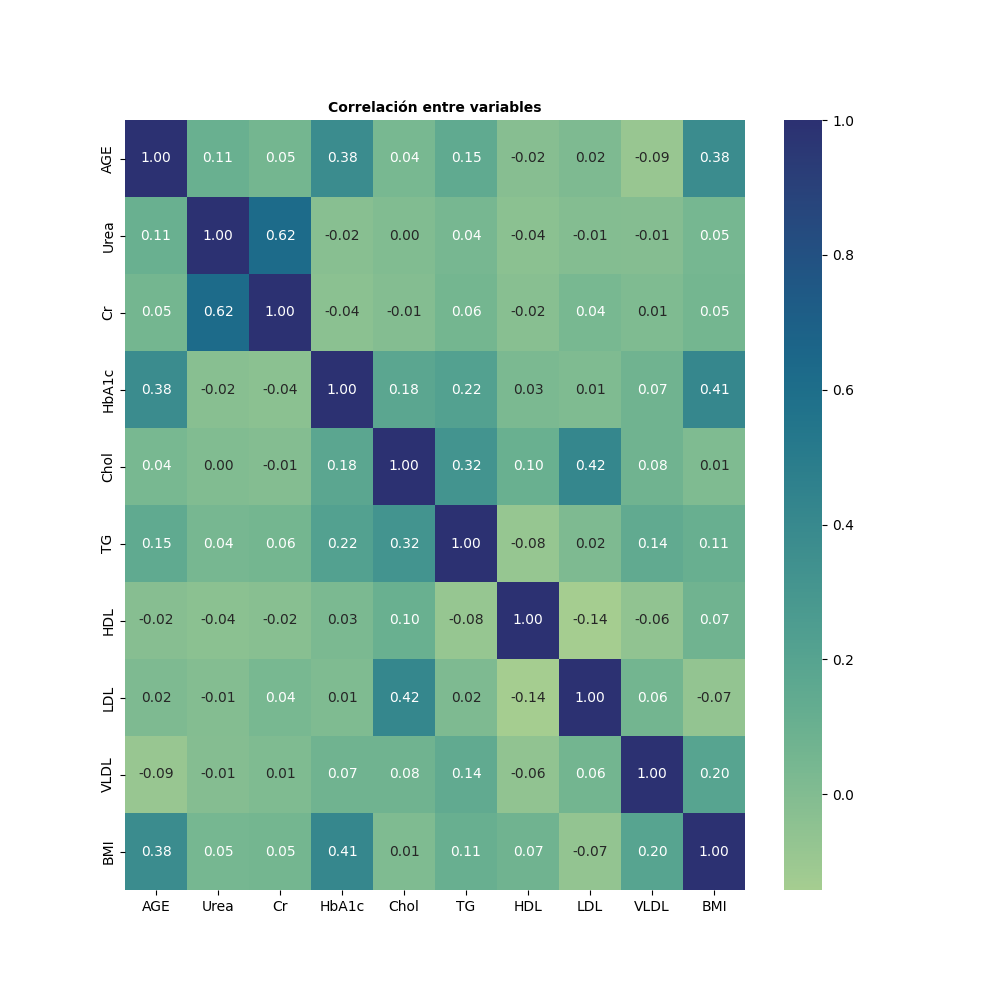 Correlación entre variables
AGE 1.00 0.11 0.05 0.38 0.04 0.15 -0.02 0.02 -0.09 0.38
Urea 0.11 1.00 0.62 -0.02 0.00 0.04 -0.04 -0.01 -0.01 0.05
Cr 0.05 0.62 1.00 -0.04 -0.01 0.06 -0.02 0.04 0.01 0.05
HbA1c 0.38 -0.02 -0.04 1.00 0.18 0.22 0.03 0.01 0.07 0.41
Chol 0.04 0.00 -0.01 0.18 1.00 0.32 0.10 0.42 0.08 0.01
TG 0.15 0.04 0.06 0.22 0.32 1.00 -0.08 0.02 0.14 0.11
HDL -0.02 -0.04 -0.02 0.03 0.10 -0.08 1.00 -0.14 -0.06 0.07
LDL 0.02 -0.01 0.04 0.01 0.42 0.02 -0.14 1.00 0.06 -0.07
VLDL -0.09 -0.01 0.01 0.07 0.08 0.14 -0.06 0.06 1.00 0.20
BMI 0.38 0.05 0.05 0.41 0.01 0.11 0.07 -0.07 0.20 1.00
AGE Urea Cr HbA1c Chol TG HDL LDL VLDL BMI
1.0
0.8
0.6
0.4
0.2
0.0